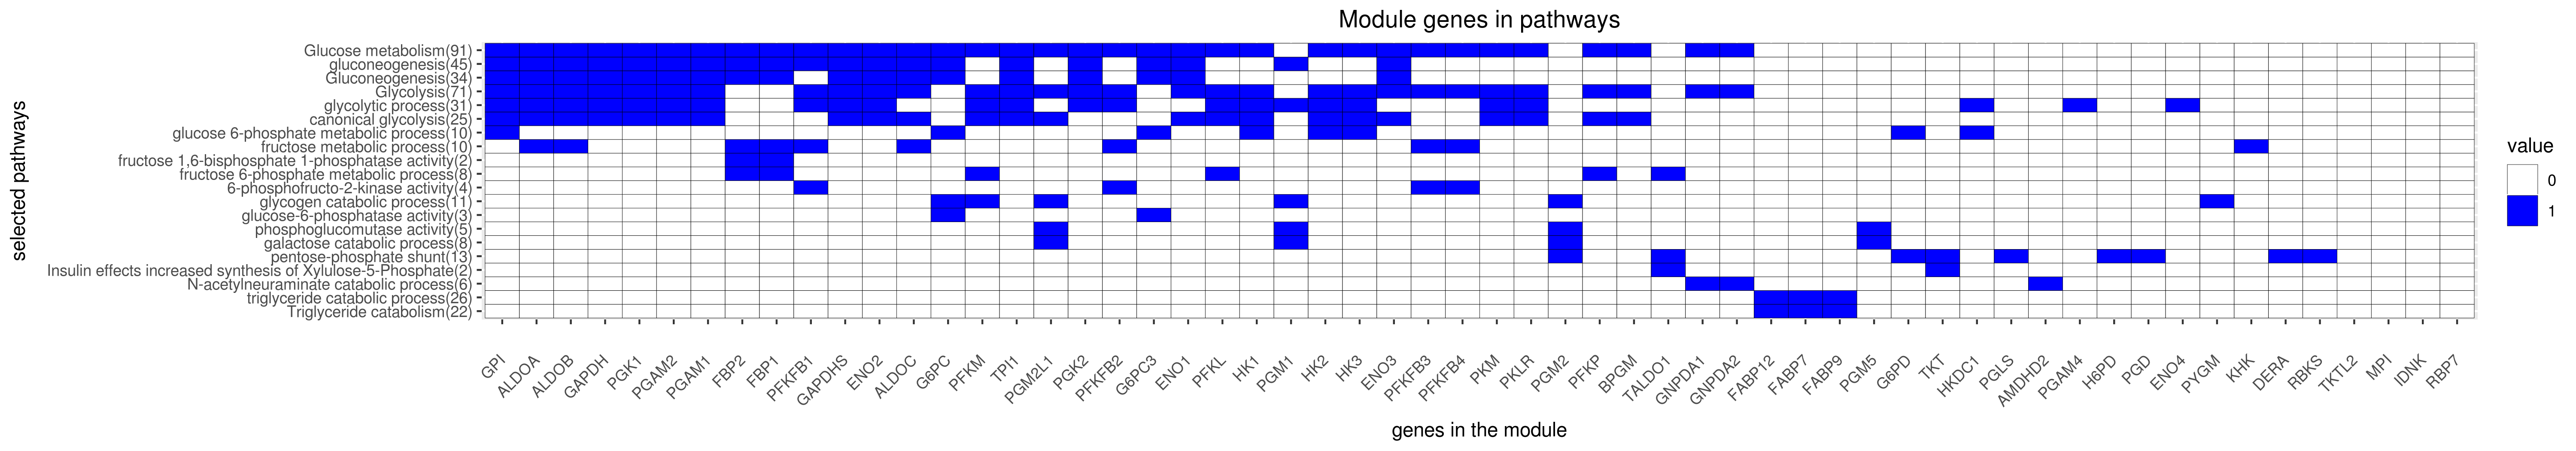 Module genes in pathways
selected pathways
Glucose metabolism(91)
gluconeogenesis(45)
Gluconeogenesis(34)
Glycolysis(71)
glycolytic process(31)
canonical glycolysis(25)
glucose 6-phosphate metabolic process(10)
fructose metabolic process(10)
fructose 1,6-bisphosphate 1-phosphatase activity(2)
fructose 6-phosphate metabolic process(8)
6-phosphofructo-2-kinase activity(4)
glycogen catabolic process(11)
glucose-6-phosphatase activity(3)
phosphoglucomutase activity(5)
galactose catabolic process(8)
pentose-phosphate shunt(13)
Insulin effects increased synthesis of Xylulose-5-Phosphate(2)
N-acetylneuraminate catabolic process(6)
triglyceride catabolic process(26)
Triglyceride catabolism(22)
GPI
ALDOA
ALDOB
GAPDH
PGK1
PGAM2
PGAM1
FBP2
FBP1
PFKFB1
GAPDHS
ENO2
ALDOC
G6PC
PFKM
TPI1
PGM2L1
PGK2
PFKFB2
G6PC3
ENO1
PFKL
HK1
PGM1
HK2
HK3
ENO3
PFKFB3
PFKFB4
PKM
PKLR
PGM2
PFKP
BPGM
TALDO1
GNPDA1
GNPDA2
FABP12
FABP7
FABP9
PGM5
G6PD
TKT
HKDC1
PGLS
AMDHD2
PGAM4
H6PD
PGD
ENO4
PYGM
KHK
DERA
RBKS
TKTL2
MPI
IDNK
RBP7
genes in the module
value
0
1